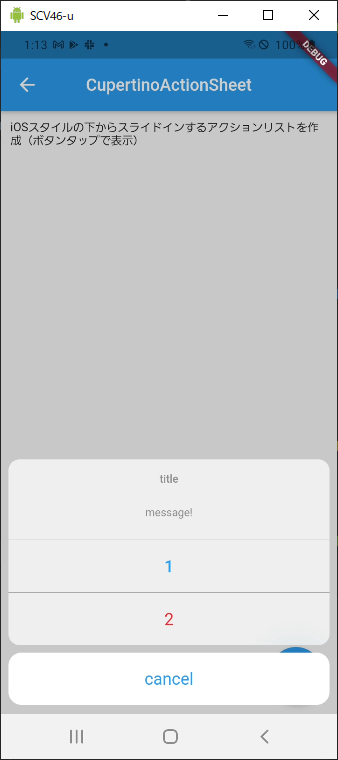 SCV46-u
1:13
100%
DEBUG
CupertinoActionSheet
iOSスタイルの下からスライドインするアクションリストを作
成（ボタンタップで表示）
title
message!
1
2
cancel